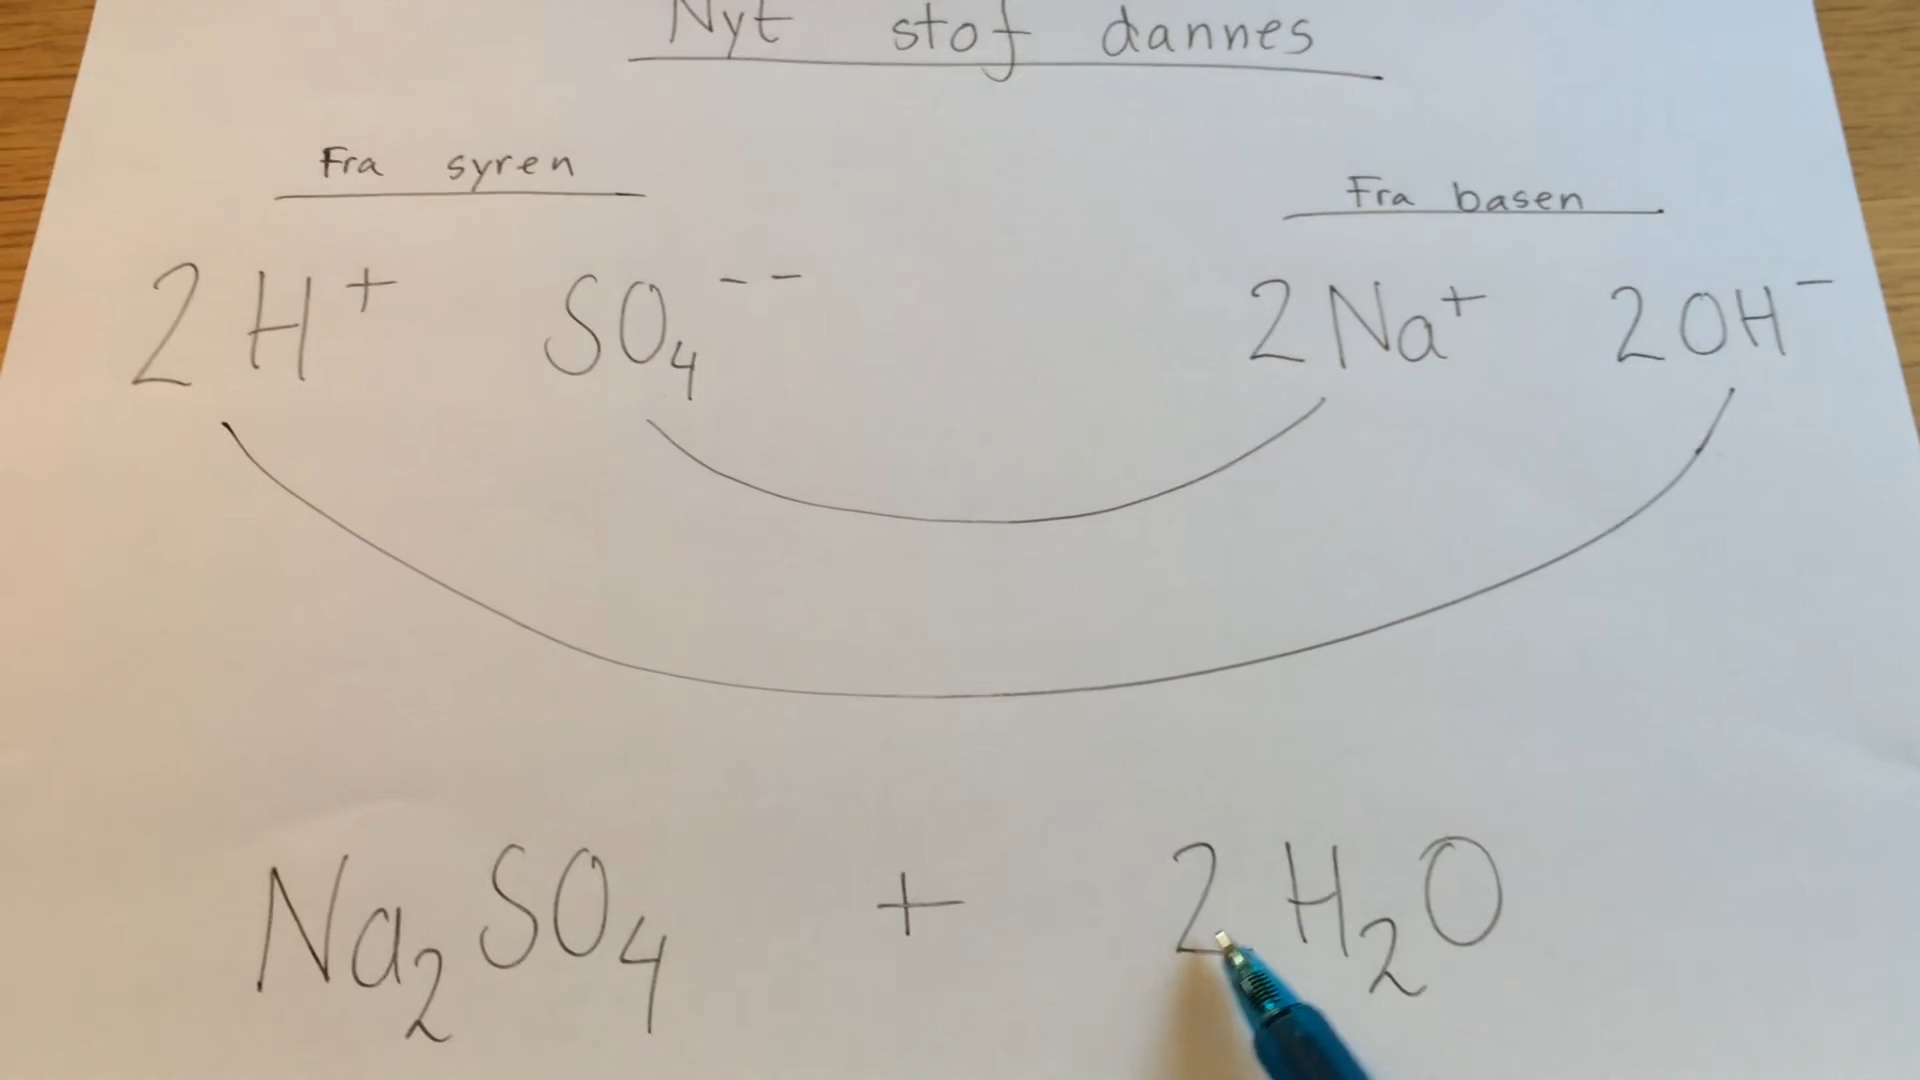 Nyt stof dannes
Fra syren
Fra basen
2H⁺ SO₄⁻⁻ 2Na⁺ 2OH⁻
Na₂SO₄ + 2H₂O